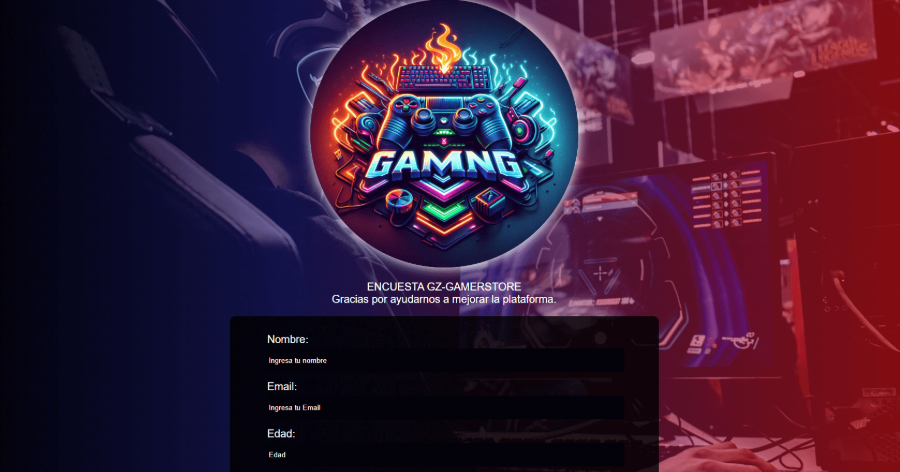 GAMNG
ENCUESTA GZ-GAMERSTORE
Gracias por ayudarnos a mejorar la plataforma.
Nombre:
Ingresa tu nombre
Email:
Ingresa tu Email
Edad:
Edad